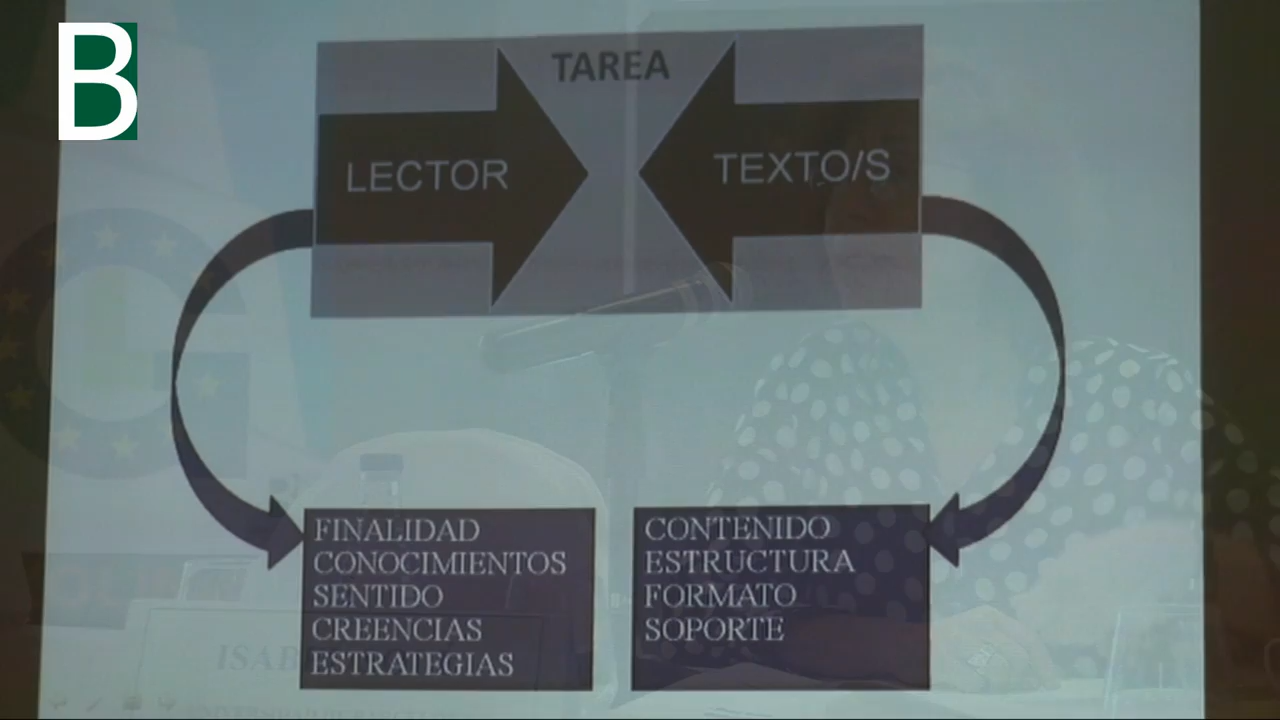 B
TAREA
LECTOR
TEXTO/S
FINALIDAD
CONOCIMIENTOS
SENTIDO
CREENCIAS
ESTRATEGIAS
CONTENIDO
ESTRUCTURA
FORMATO
SOPORTE